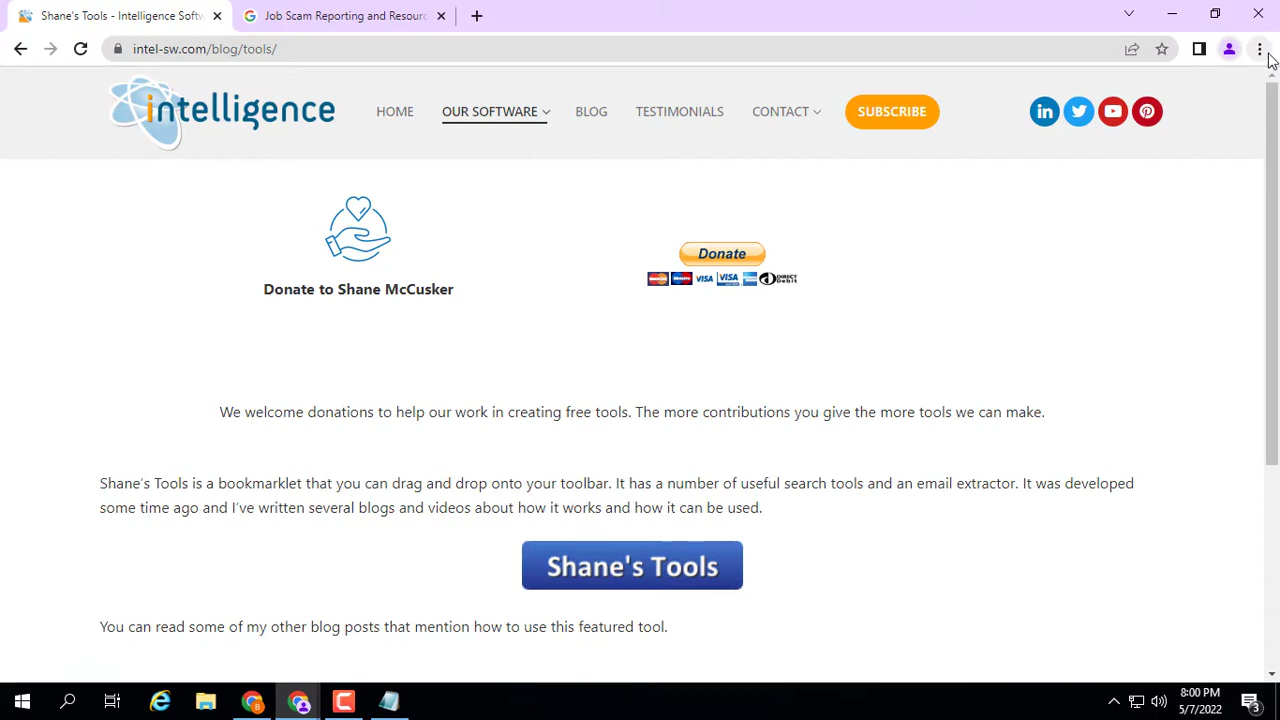 Shane's Tools - Intelligence Softw
Job Scam Reporting and Resourc
intel-sw.com/blog/tools/
intelligence
HOME
OUR SOFTWARE
BLOG
TESTIMONIALS
CONTACT
SUBSCRIBE
Donate
VISA VISA DIRECT Debit
Donate to Shane McCusker
We welcome donations to help our work in creating free tools. The more contributions you give the more tools we can make.
Shane's Tools is a bookmarklet that you can drag and drop onto your toolbar. It has a number of useful search tools and an email extractor. It was developed
some time ago and I've written several blogs and videos about how it works and how it can be used.
Shane's Tools
You can read some of my other blog posts that mention how to use this featured tool.
8:00 PM
5/7/2022
3